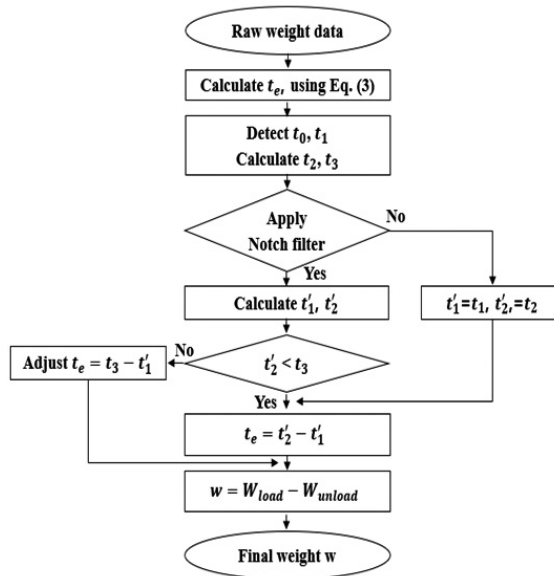 Raw weight data
Calculate tₑ, using Eq. (3)
Detect t₀, t₁
Calculate t₂, t₃
Apply
Notch filter
No
Yes
Calculate t′₁, t′₂
t′₁=t₁, t′₂,=t₂
Adjust tₑ = t₃ − t′₁
No
t′₂ < t₃
Yes
tₑ = t′₂ − t′₁
w = W_load − W_unload
Final weight w